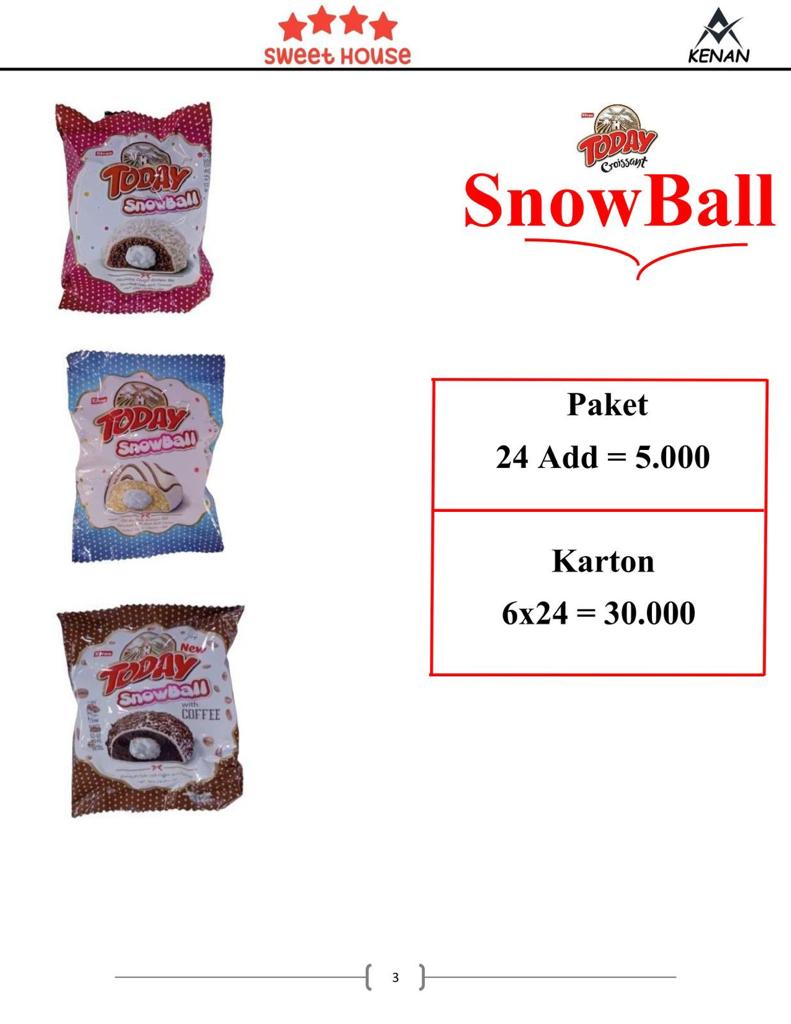 SWEET HOUSE
KENAN
TODAY
Croissant
SnowBall
TODAY
SnowBall
TODAY
SnowBall
New
TODAY
SnowBall
with
COFFEE
Paket
24 Add = 5.000
Karton
6x24 = 30.000
3